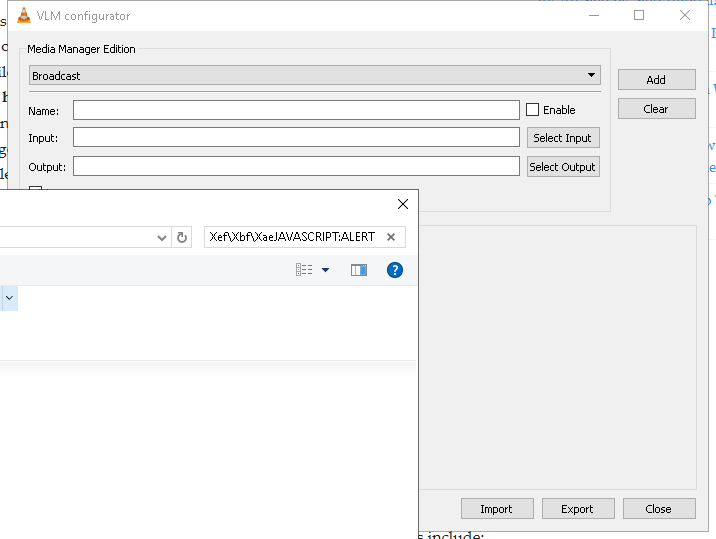 VLM configurator
Media Manager Edition
Broadcast
Add
Name:
Enable
Clear
Input:
Select Input
Output:
Select Output
Xef\Xbf\XaeJAVASCRIPT:ALERT
Import
Export
Close
s include: